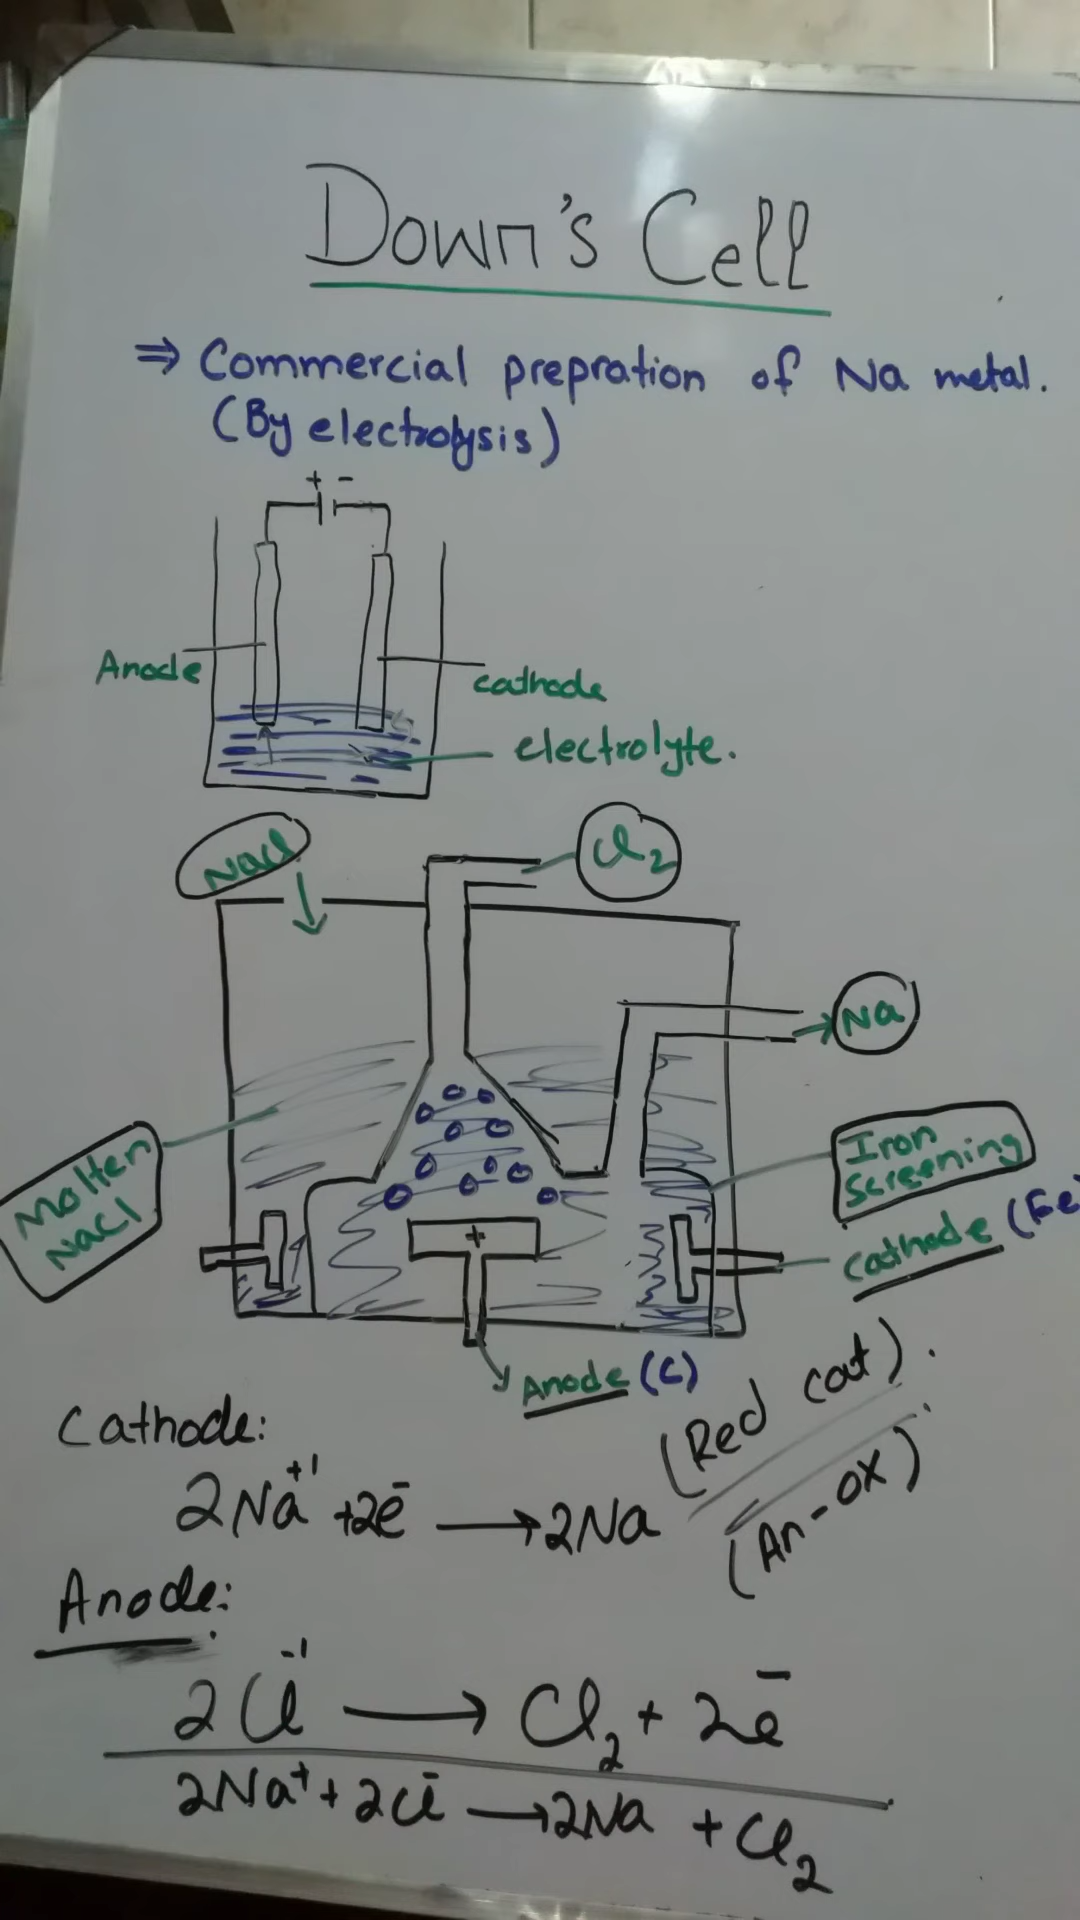 Down's Cell
⇒ Commercial prepration of Na metal.
(By electrolysis)
+ -
Anode
cathode
electrolyte.
NaCl
Cl₂
Na
Molten
NaCl
Iron
Screening
+
Cathode (Fe)
Anode (C)
Cathode:
(Red cat).
2Na⁺¹ + 2e⁻ ⟶ 2Na
(An-ox)
Anode:
2Cl⁻¹ ⟶ Cl₂ + 2e⁻
2Na⁺ + 2Cl⁻ ⟶ 2Na + Cl₂